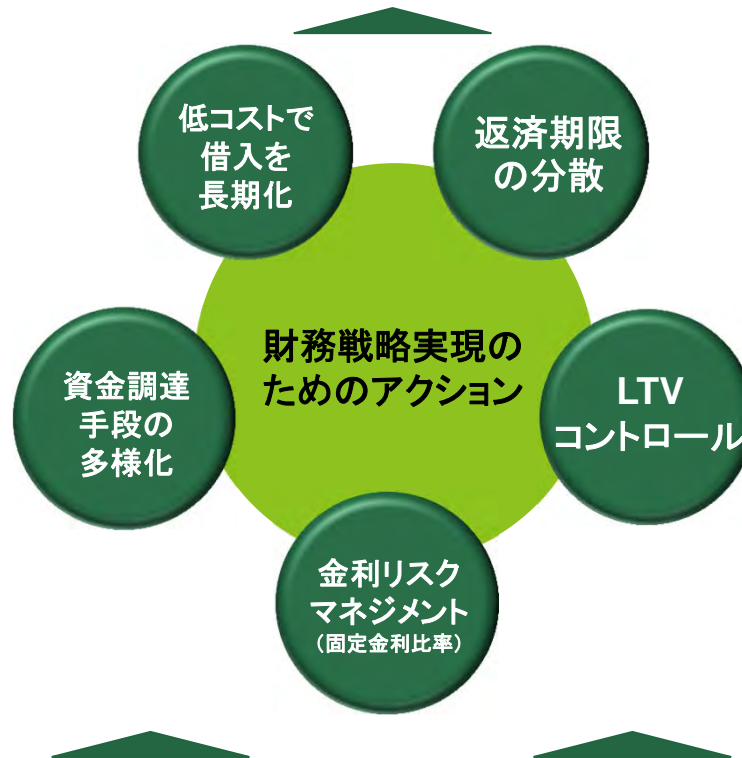 低コストで
借入を
長期化
返済期限
の分散
財務戦略実現の
ためのアクション
資金調達
手段の
多様化
LTV
コントロール
金利リスク
マネジメント
（固定金利比率）